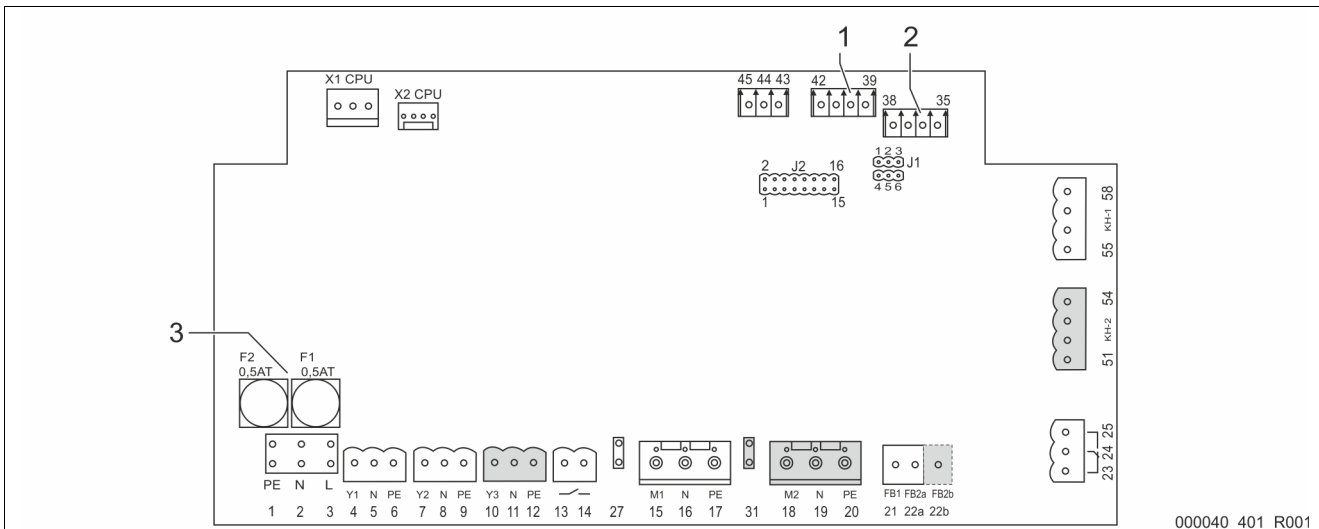 1 2
X1 CPU
X2 CPU
45 44 43
42 39
38 35
2 J2 16
1 15
1 2 3
J1
4 5 6
58
KH-1
55
54
KH-2
51
3
F2 F1
0,5AT 0,5AT
25
24
23
PE N L
Y1 N PE Y2 N PE Y3 N PE M1 N PE M2 N PE FB1 FB2a FB2b
1 2 3 4 5 6 7 8 9 10 11 12 13 14 27 15 16 17 31 18 19 20 21 22a 22b
000040_401_R001